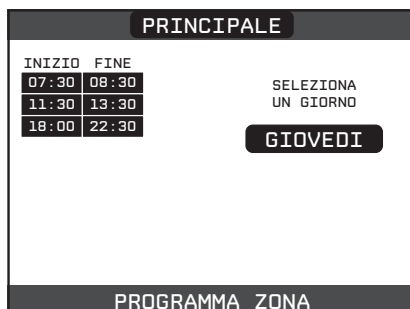 PRINCIPALE
INIZIO FINE
07:30 08:30
11:30 13:30
18:00 22:30
SELEZIONA
UN GIORNO
GIOVEDI
PROGRAMMA ZONA